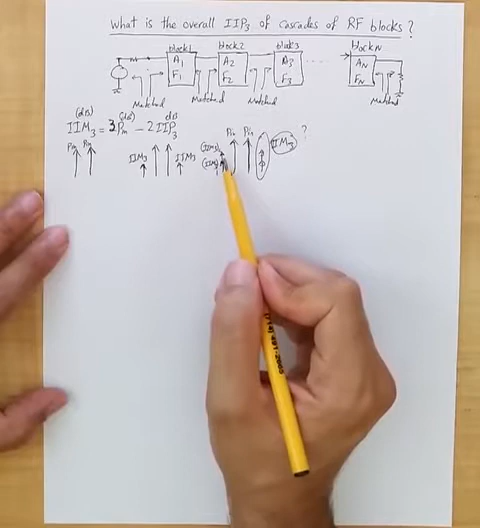 what is the overall IIP3 of cascades of RF blocks?
block1 block2 block3 blockN
A1 A2 A3 AN
F1 F2 F3 FN
Matched Matched Matched Matched
IIM3(dB) = 3Pin(dB) - 2IIP3(dB)
Pin Pin
IIM3 IIM3
(IIM3)
(IIM3)
Pin Pin
IIM3 ?